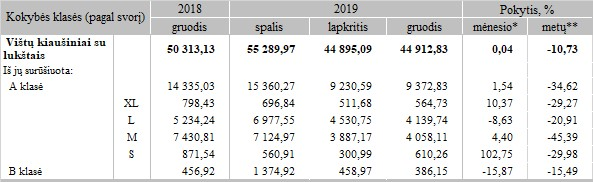 Kokybės klasės (pagal svorį) 2018 2019 Pokytis, %
gruodis spalis lapkritis gruodis mėnesio* metų**
Vištų kiaušiniai su lukštais 50 313,13 55 289,97 44 895,09 44 912,83 0,04 -10,73
Iš jų surūšiuota:
A klasė 14 335,03 15 360,27 9 230,59 9 372,83 1,54 -34,62
XL 798,43 696,84 511,68 564,73 10,37 -29,27
L 5 234,24 6 977,55 4 530,75 4 139,74 -8,63 -20,91
M 7 430,81 7 124,97 3 887,17 4 058,11 4,40 -45,39
S 871,54 560,91 300,99 610,26 102,75 -29,98
B klasė 456,92 1 374,92 458,97 386,15 -15,87 -15,49